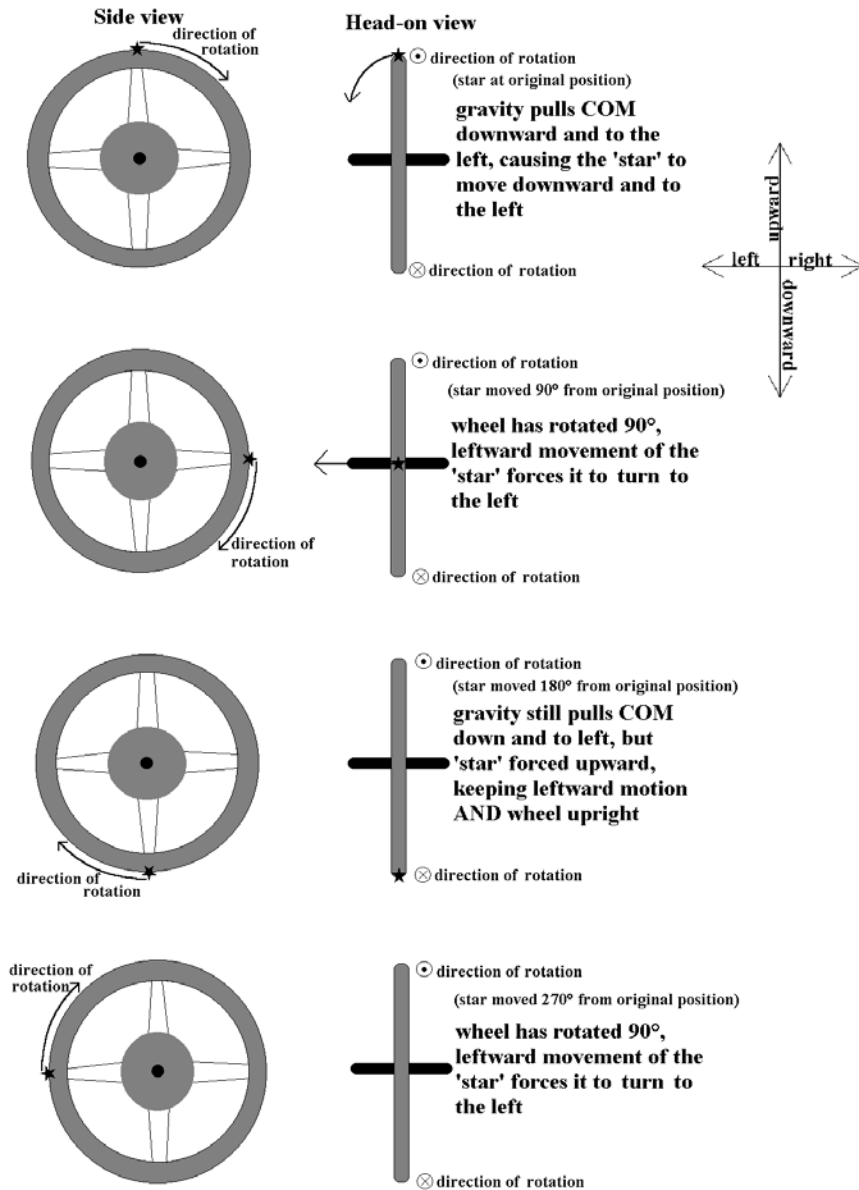 Side view
Head-on view
direction of
rotation
direction of rotation
(star at original position)
gravity pulls COM
downward and to the
left, causing the 'star' to
move downward and to
the left
direction of rotation
upward
left
right
downward
direction of rotation
(star moved 90° from original position)
wheel has rotated 90°,
leftward movement of the
'star' forces it to turn to
the left
direction of
rotation
direction of rotation
direction of rotation
(star moved 180° from original position)
gravity still pulls COM
down and to left, but
'star' forced upward,
keeping leftward motion
AND wheel upright
direction of
rotation
direction of rotation
direction of
rotation
direction of rotation
(star moved 270° from original position)
wheel has rotated 90°,
leftward movement of the
'star' forces it to turn to
the left
direction of rotation